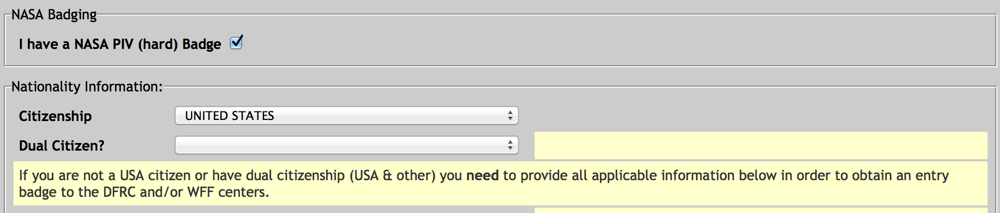 NASA Badging
I have a NASA PIV (hard) Badge
Nationality Information:
Citizenship UNITED STATES
Dual Citizen?
If you are not a USA citizen or have dual citizenship (USA & other) you need to provide all applicable information below in order to obtain an entry
badge to the DFRC and/or WFF centers.